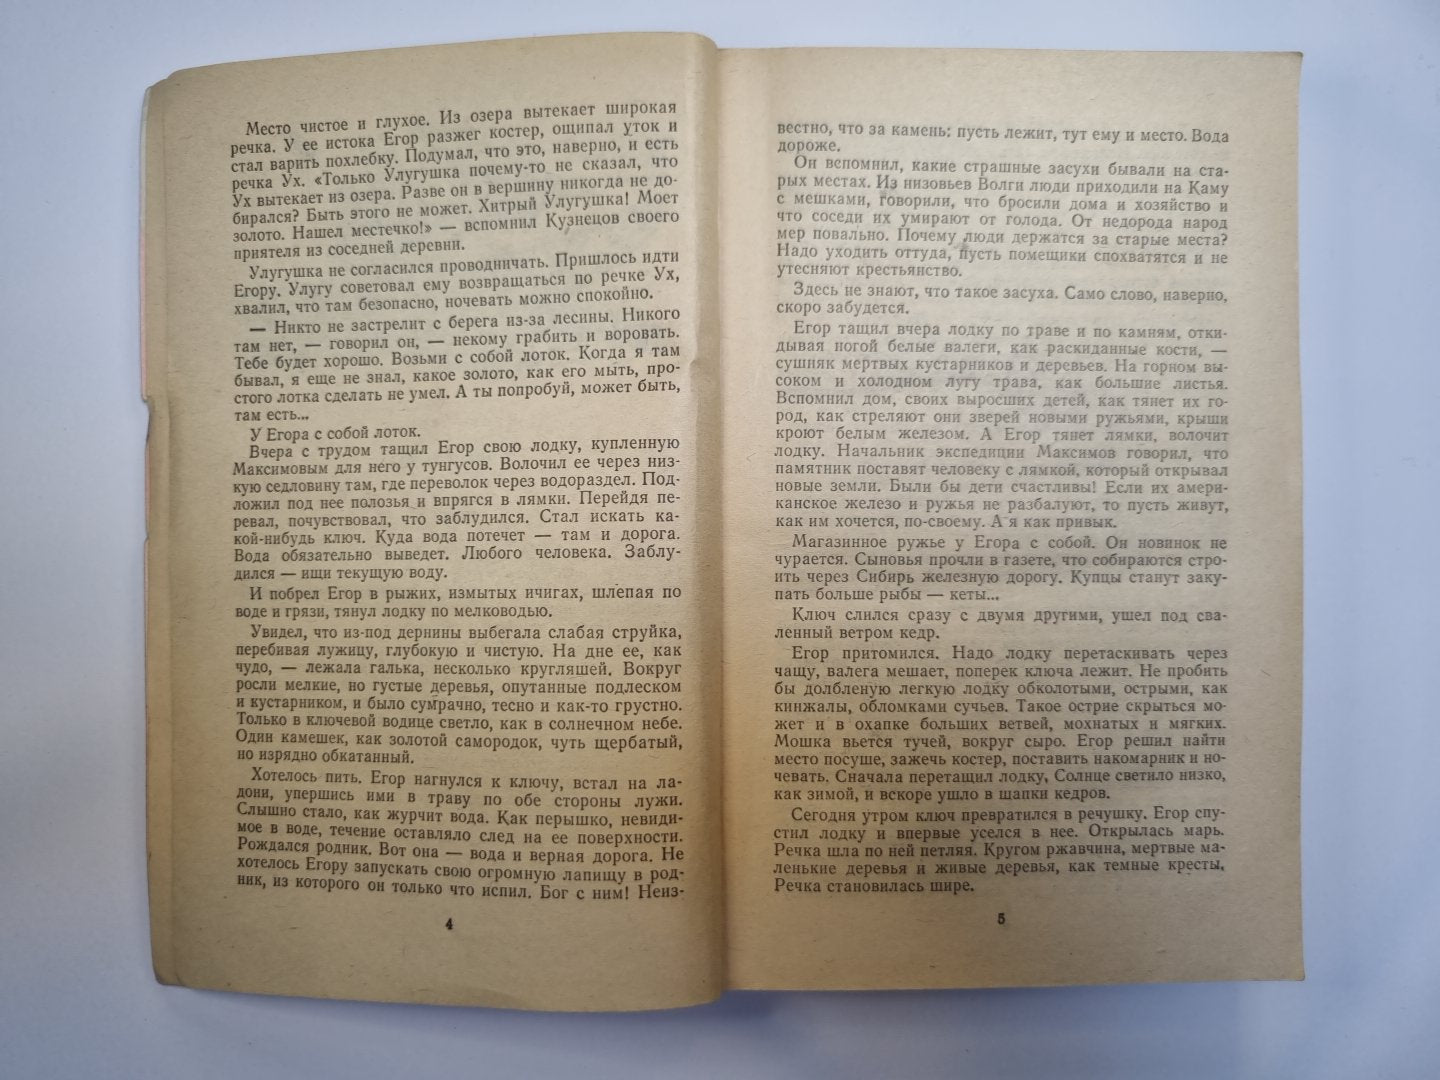 Место чистое и глухое. Из озера вытекает широкая
речка. У ее истока Егор разжег костер, ощипал уток и
стал варить похлебку. Подумал, что это, наверно, и есть
речка Ух. «Только Улугушка почему-то не сказал, что
Ух вытекает из озера. Разве он в вершину никогда не до-
бирался? Быть этого не может. Хитрый Улугушка! Моет
золото. Нашел местечко!» — вспомнил Кузнецов своего
приятеля из соседней деревни.
Улугушка не согласился проводничать. Пришлось идти
Егору. Улугу советовал ему возвращаться по речке Ух,
хвалил, что там безопасно, ночевать можно спокойно.
— Никто не застрелит с берега из-за лесины. Никого
там нет, — говорил он, — некому грабить и воровать.
Тебе будет хорошо. Возьми с собой лоток. Когда я там
бывал, я еще не знал, какое золото, как его мыть, про-
стого лотка сделать не умел. А ты попробуй, может быть,
там есть...
У Егора с собой лоток.
Вчера с трудом тащил Егор свою лодку, купленную
Максимовым для него у тунгусов. Волочил ее через низ-
кую седловину там, где переволок через водораздел. Под-
ложил под нее полозья и впрягся в лямки. Перейдя пе-
ревал, почувствовал, что заблудился. Стал искать ка-
кой-нибудь ключ. Куда вода потечет — там и дорога.
Вода обязательно выведет. Любого человека. Заблу-
дился — ищи текущую воду.
И побрел Егор в рыжих, измытых ичигах, шлепая по
воде и грязи, тянул лодку по мелководью.
Увидел, что из-под дернины выбегала слабая струйка,
перебивая лужицу, глубокую и чистую. На дне ее, как
чудо, — лежала галька, несколько кругляшей. Вокруг
росли мелкие, но густые деревья, опутанные подлеском
и кустарником, и было сумрачно, тесно и как-то грустно.
Только в ключевой водице светло, как в солнечном небе.
Один камешек, как золотой самородок, чуть щербатый,
но изрядно обкатанный.
Хотелось пить. Егор нагнулся к ключу, встал на ла-
дони, упершись ими в траву по обе стороны лужи.
Слышно стало, как журчит вода. Как перышко, невиди-
мое в воде, течение оставляло след на ее поверхности.
Рождался родник. Вот она — вода и верная дорога. Не
хотелось Егору запускать свою огромную лапищу в род-
ник, из которого он только что испил. Бог с ним! Неиз-
4
вестно, что за камень: пусть лежит, тут ему и место. Вода
дороже.
Он вспомнил, какие страшные засухи бывали на ста-
рых местах. Из низовьев Волги люди приходили на Каму
с мешками, говорили, что бросили дома и хозяйство и
что соседи их умирают от голода. От недорода народ
мер повально. Почему люди держатся за старые места?
Надо уходить оттуда, пусть помещики спохватятся и не
утесняют крестьянство.
Здесь не знают, что такое засуха. Само слово, наверно,
скоро забудется.
Егор тащил вчера лодку по траве и по камням, отки-
дывая ногой белые валеги, как раскиданные кости, —
сушняк мертвых кустарников и деревьев. На горном вы-
соком и холодном лугу трава, как большие листья.
Вспомнил дом, своих выросших детей, как тянет их го-
род, как стреляют они зверей новыми ружьями, крыши
кроют белым железом. А Егор тянет лямки, волочит
лодку. Начальник экспедиции Максимов говорил, что
памятник поставят человеку с лямкой, который открывал
новые земли. Были бы дети счастливы! Если их амери-
канское железо и ружья не разбалуют, то пусть живут,
как им хочется, по-своему. А я как привык.
Магазинное ружье у Егора с собой. Он новинок не
чурается. Сыновья прочли в газете, что собираются стро-
ить через Сибирь железную дорогу. Купцы станут заку-
пать больше рыбы — кеты...
Ключ слился сразу с двумя другими, ушел под сва-
ленный ветром кедр.
Егор притомился. Надо лодку перетаскивать через
чащу, валега мешает, поперек ключа лежит. Не пробить
бы долбленую легкую лодку обколотыми, острыми, как
кинжалы, обломками сучьев. Такое острие скрыться мо-
жет и в охапке больших ветвей, мохнатых и мягких.
Мошка вьется тучей, вокруг сыро. Егор решил найти
место посуше, зажечь костер, поставить накомарник и но-
чевать. Сначала перетащил лодку. Солнце светило низко,
как зимой, и вскоре ушло в шапки кедров.
Сегодня утром ключ превратился в речушку. Егор спу-
стил лодку и впервые уселся в нее. Открылась марь.
Речка шла по ней петляя. Кругом ржавчина, мертвые ма-
ленькие деревья и живые деревья, как темные кресты.
Речка становилась шире.
5